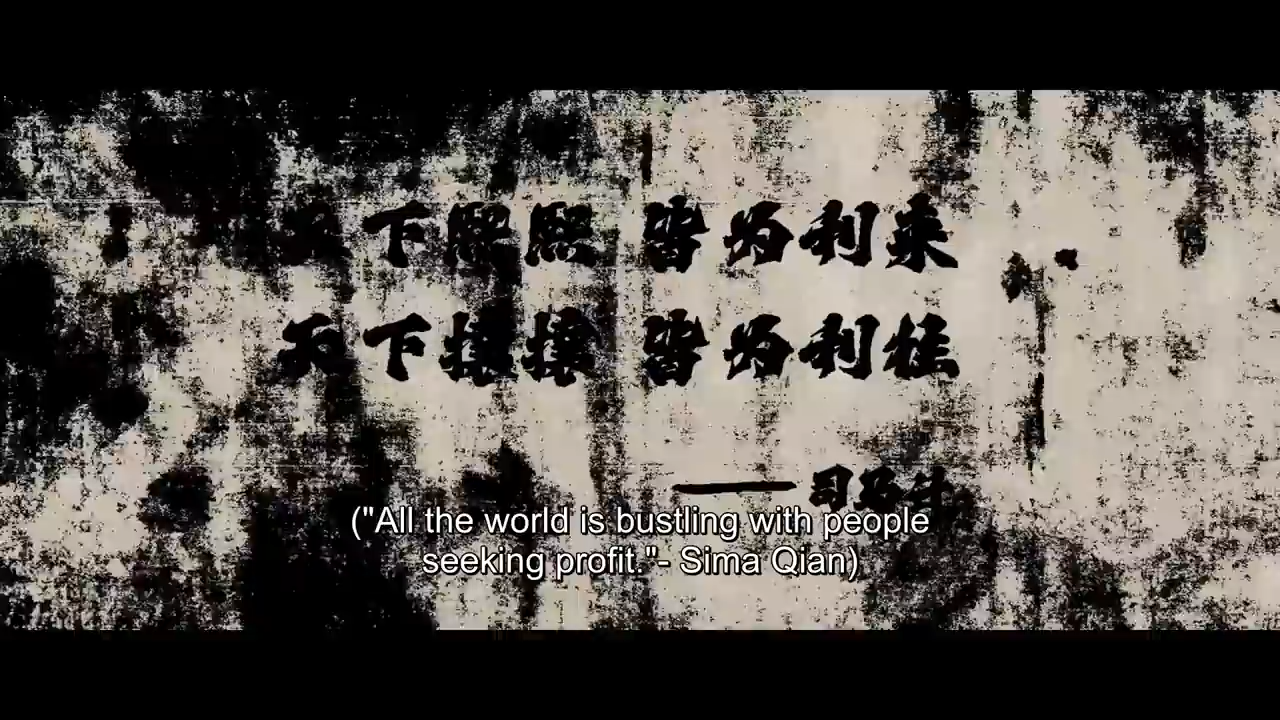 天下熙熙 皆为利来
天下攘攘 皆为利往
——司马迁
("All the world is bustling with people
seeking profit."- Sima Qian)